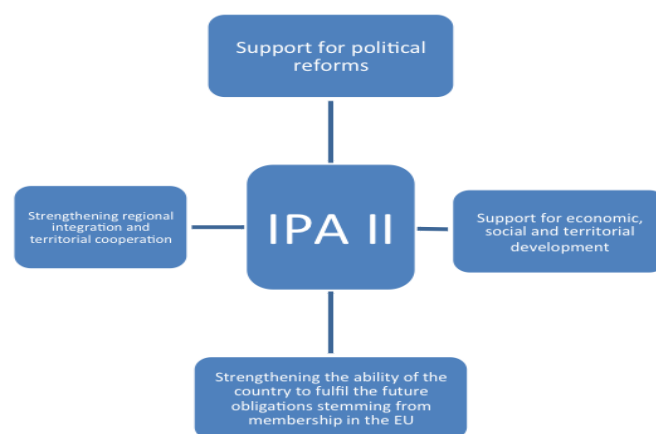 Support for political
reforms
IPA II
Strengthening regional
integration and
territorial cooperation
Support for economic,
social and territorial
development
Strengthening the ability of the
country to fulfil the future
obligations stemming from
membership in the EU